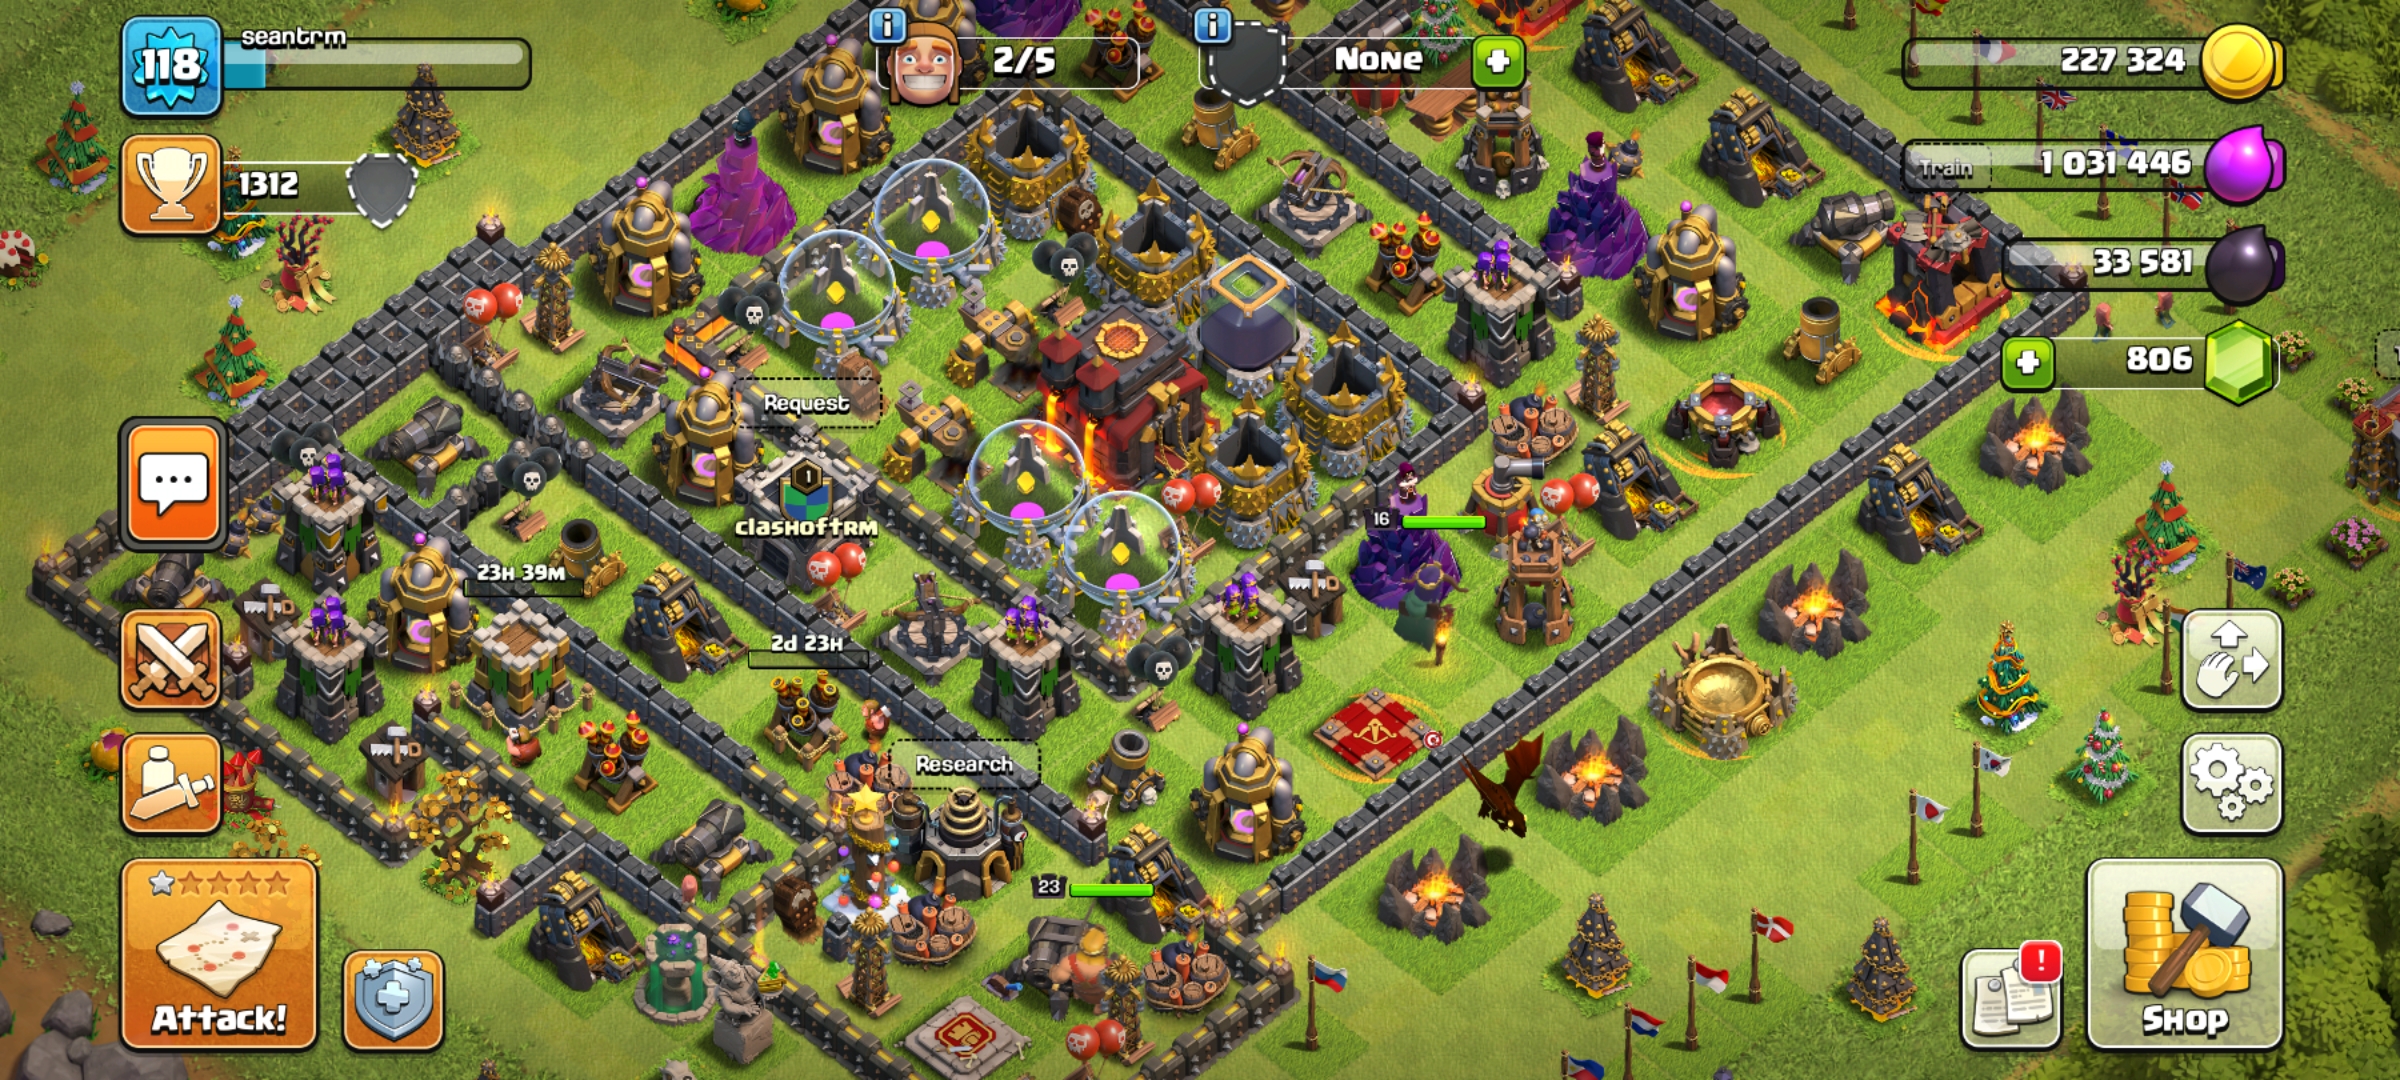 seantrm
118
2/5
None
227 324
1312
Train
1 031 446
33 581
806
Request
1
clashoftRM
16
23H 39M
2d 23H
Research
23
Attack!
!
Shop